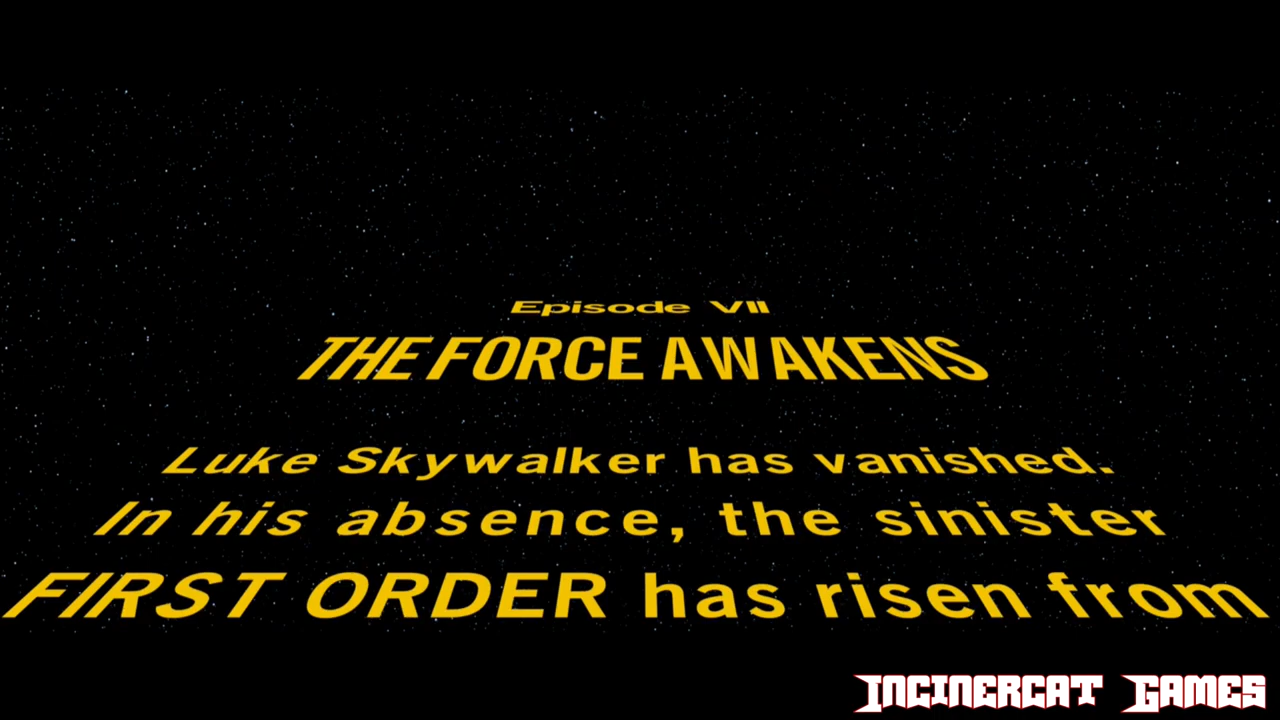 Episode VII
THE FORCE AWAKENS
Luke Skywalker has vanished.
In his absence, the sinister
FIRST ORDER has risen from
INCINERCAT GAMES